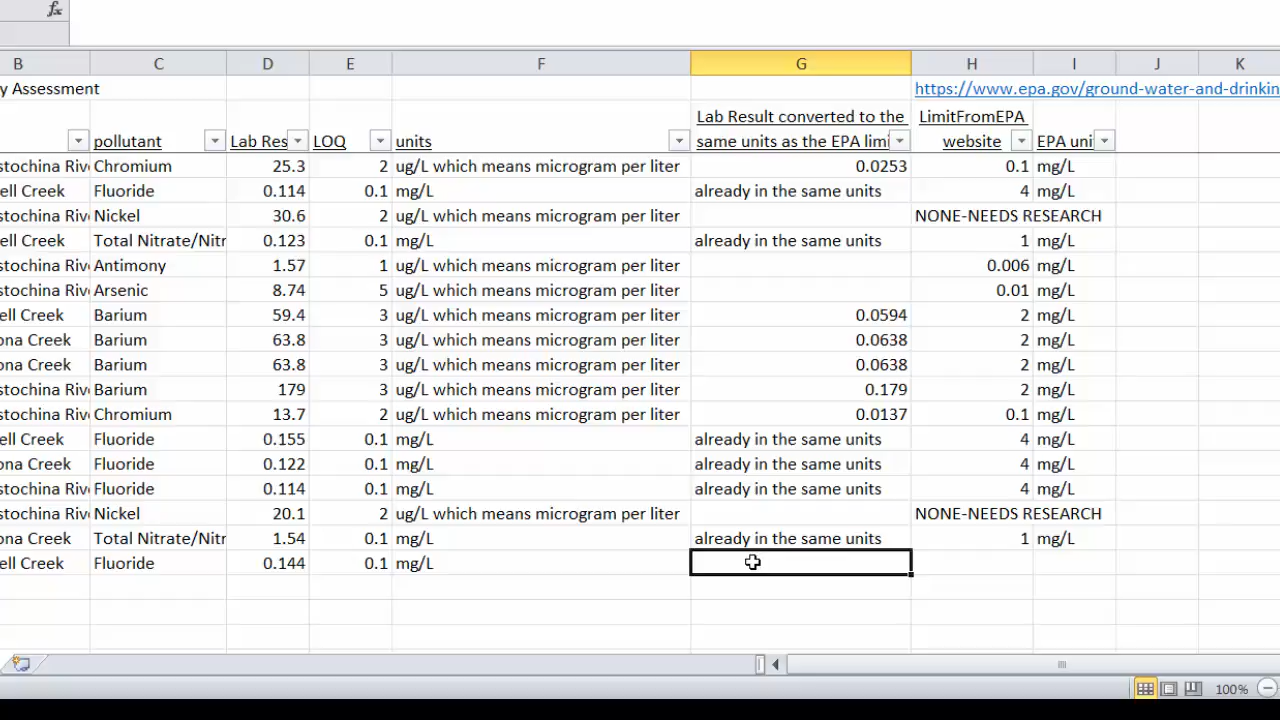 fx
B C D E F G H I J K
y Assessment https://www.epa.gov/ground-water-and-drinkin
Lab Result converted to the LimitFromEPA
pollutant Lab Res LOQ units same units as the EPA limi website EPA uni
stochina Riv Chromium 25.3 2 ug/L which means microgram per liter 0.0253 0.1 mg/L
ell Creek Fluoride 0.114 0.1 mg/L already in the same units 4 mg/L
stochina Riv Nickel 30.6 2 ug/L which means microgram per liter NONE-NEEDS RESEARCH
ell Creek Total Nitrate/Nitr 0.123 0.1 mg/L already in the same units 1 mg/L
stochina Riv Antimony 1.57 1 ug/L which means microgram per liter 0.006 mg/L
stochina Riv Arsenic 8.74 5 ug/L which means microgram per liter 0.01 mg/L
ell Creek Barium 59.4 3 ug/L which means microgram per liter 0.0594 2 mg/L
ona Creek Barium 63.8 3 ug/L which means microgram per liter 0.0638 2 mg/L
ona Creek Barium 63.8 3 ug/L which means microgram per liter 0.0638 2 mg/L
stochina Riv Barium 179 3 ug/L which means microgram per liter 0.179 2 mg/L
stochina Riv Chromium 13.7 2 ug/L which means microgram per liter 0.0137 0.1 mg/L
ell Creek Fluoride 0.155 0.1 mg/L already in the same units 4 mg/L
ona Creek Fluoride 0.122 0.1 mg/L already in the same units 4 mg/L
stochina Riv Fluoride 0.114 0.1 mg/L already in the same units 4 mg/L
stochina Riv Nickel 20.1 2 ug/L which means microgram per liter NONE-NEEDS RESEARCH
ona Creek Total Nitrate/Nitr 1.54 0.1 mg/L already in the same units 1 mg/L
ell Creek Fluoride 0.144 0.1 mg/L
100%